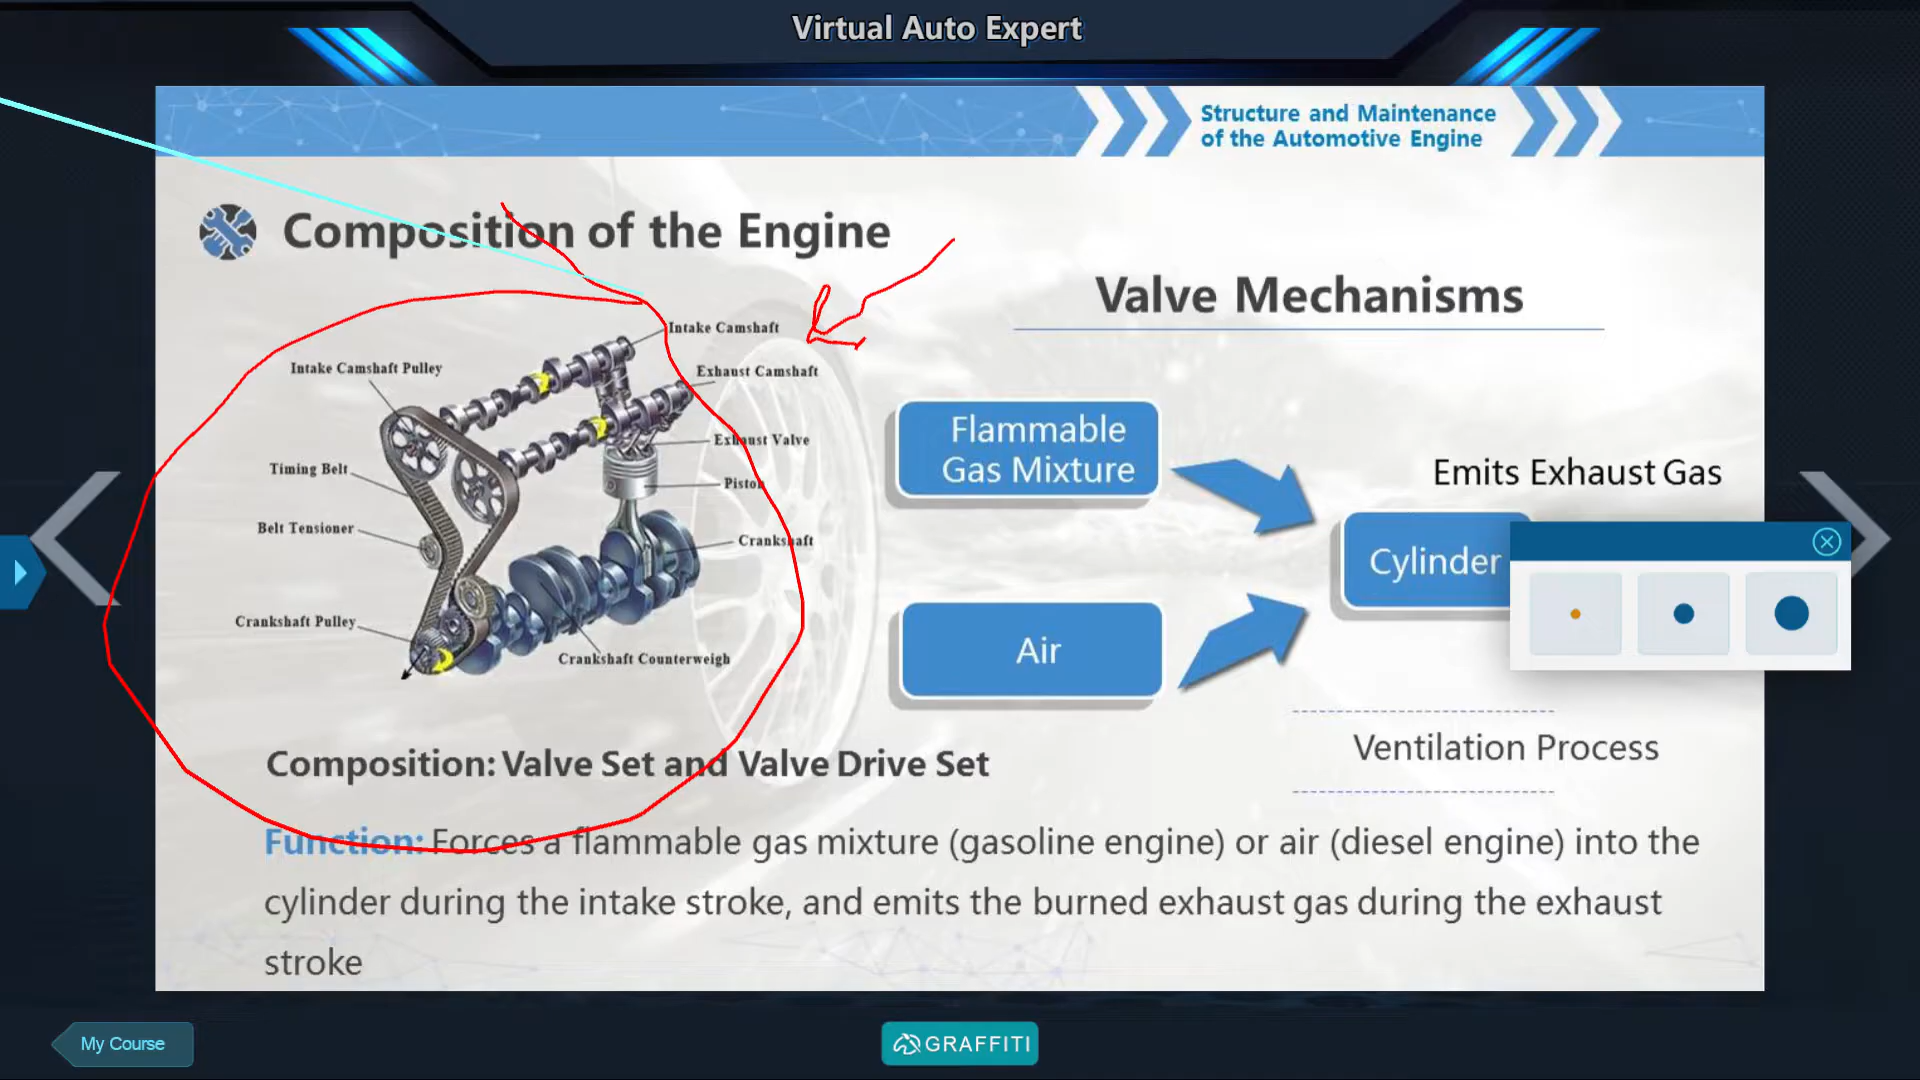 Virtual Auto Expert
Structure and Maintenance
of the Automotive Engine
Composition of the Engine
Valve Mechanisms
Intake Camshaft
Intake Camshaft Pulley
Exhaust Camshaft
Exhaust Valve
Timing Belt
Piston
Belt Tensioner
Crankshaft
Crankshaft Pulley
Crankshaft Counterweigh
Flammable
Gas Mixture
Emits Exhaust Gas
Cylinder
Air
Ventilation Process
Composition: Valve Set and Valve Drive Set
Function: Forces a flammable gas mixture (gasoline engine) or air (diesel engine) into the
cylinder during the intake stroke, and emits the burned exhaust gas during the exhaust
stroke
My Course
GRAFFITI